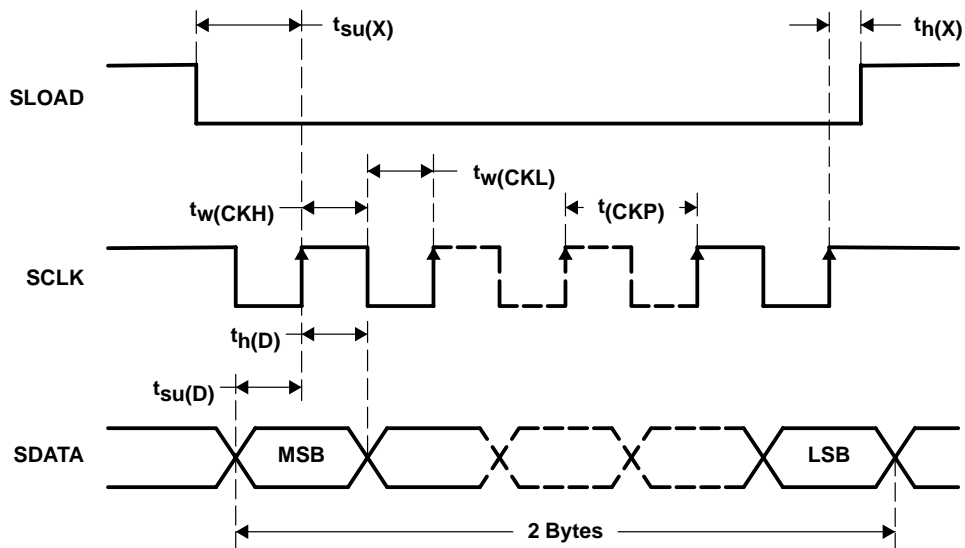 tsu(X)
th(X)
SLOAD
tw(CKL)
tw(CKH)
t(CKP)
SCLK
th(D)
tsu(D)
SDATA
MSB
LSB
2 Bytes